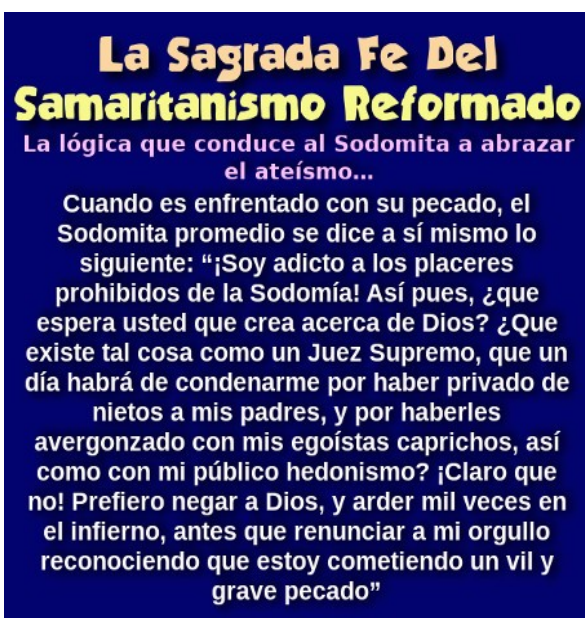 La Sagrada Fe Del
Samaritanismo Reformado
La lógica que conduce al Sodomita a abrazar
el ateísmo...
Cuando es enfrentado con su pecado, el
Sodomita promedio se dice a sí mismo lo
siguiente: “¡Soy adicto a los placeres
prohibidos de la Sodomía! Así pues, ¿que
espera usted que crea acerca de Dios? ¿Que
existe tal cosa como un Juez Supremo, que un
día habrá de condenarme por haber privado de
nietos a mis padres, y por haberles
avergonzado con mis egoístas caprichos, así
como con mi público hedonismo? ¡Claro que
no! Prefiero negar a Dios, y arder mil veces en
el infierno, antes que renunciar a mi orgullo
reconociendo que estoy cometiendo un vil y
grave pecado”